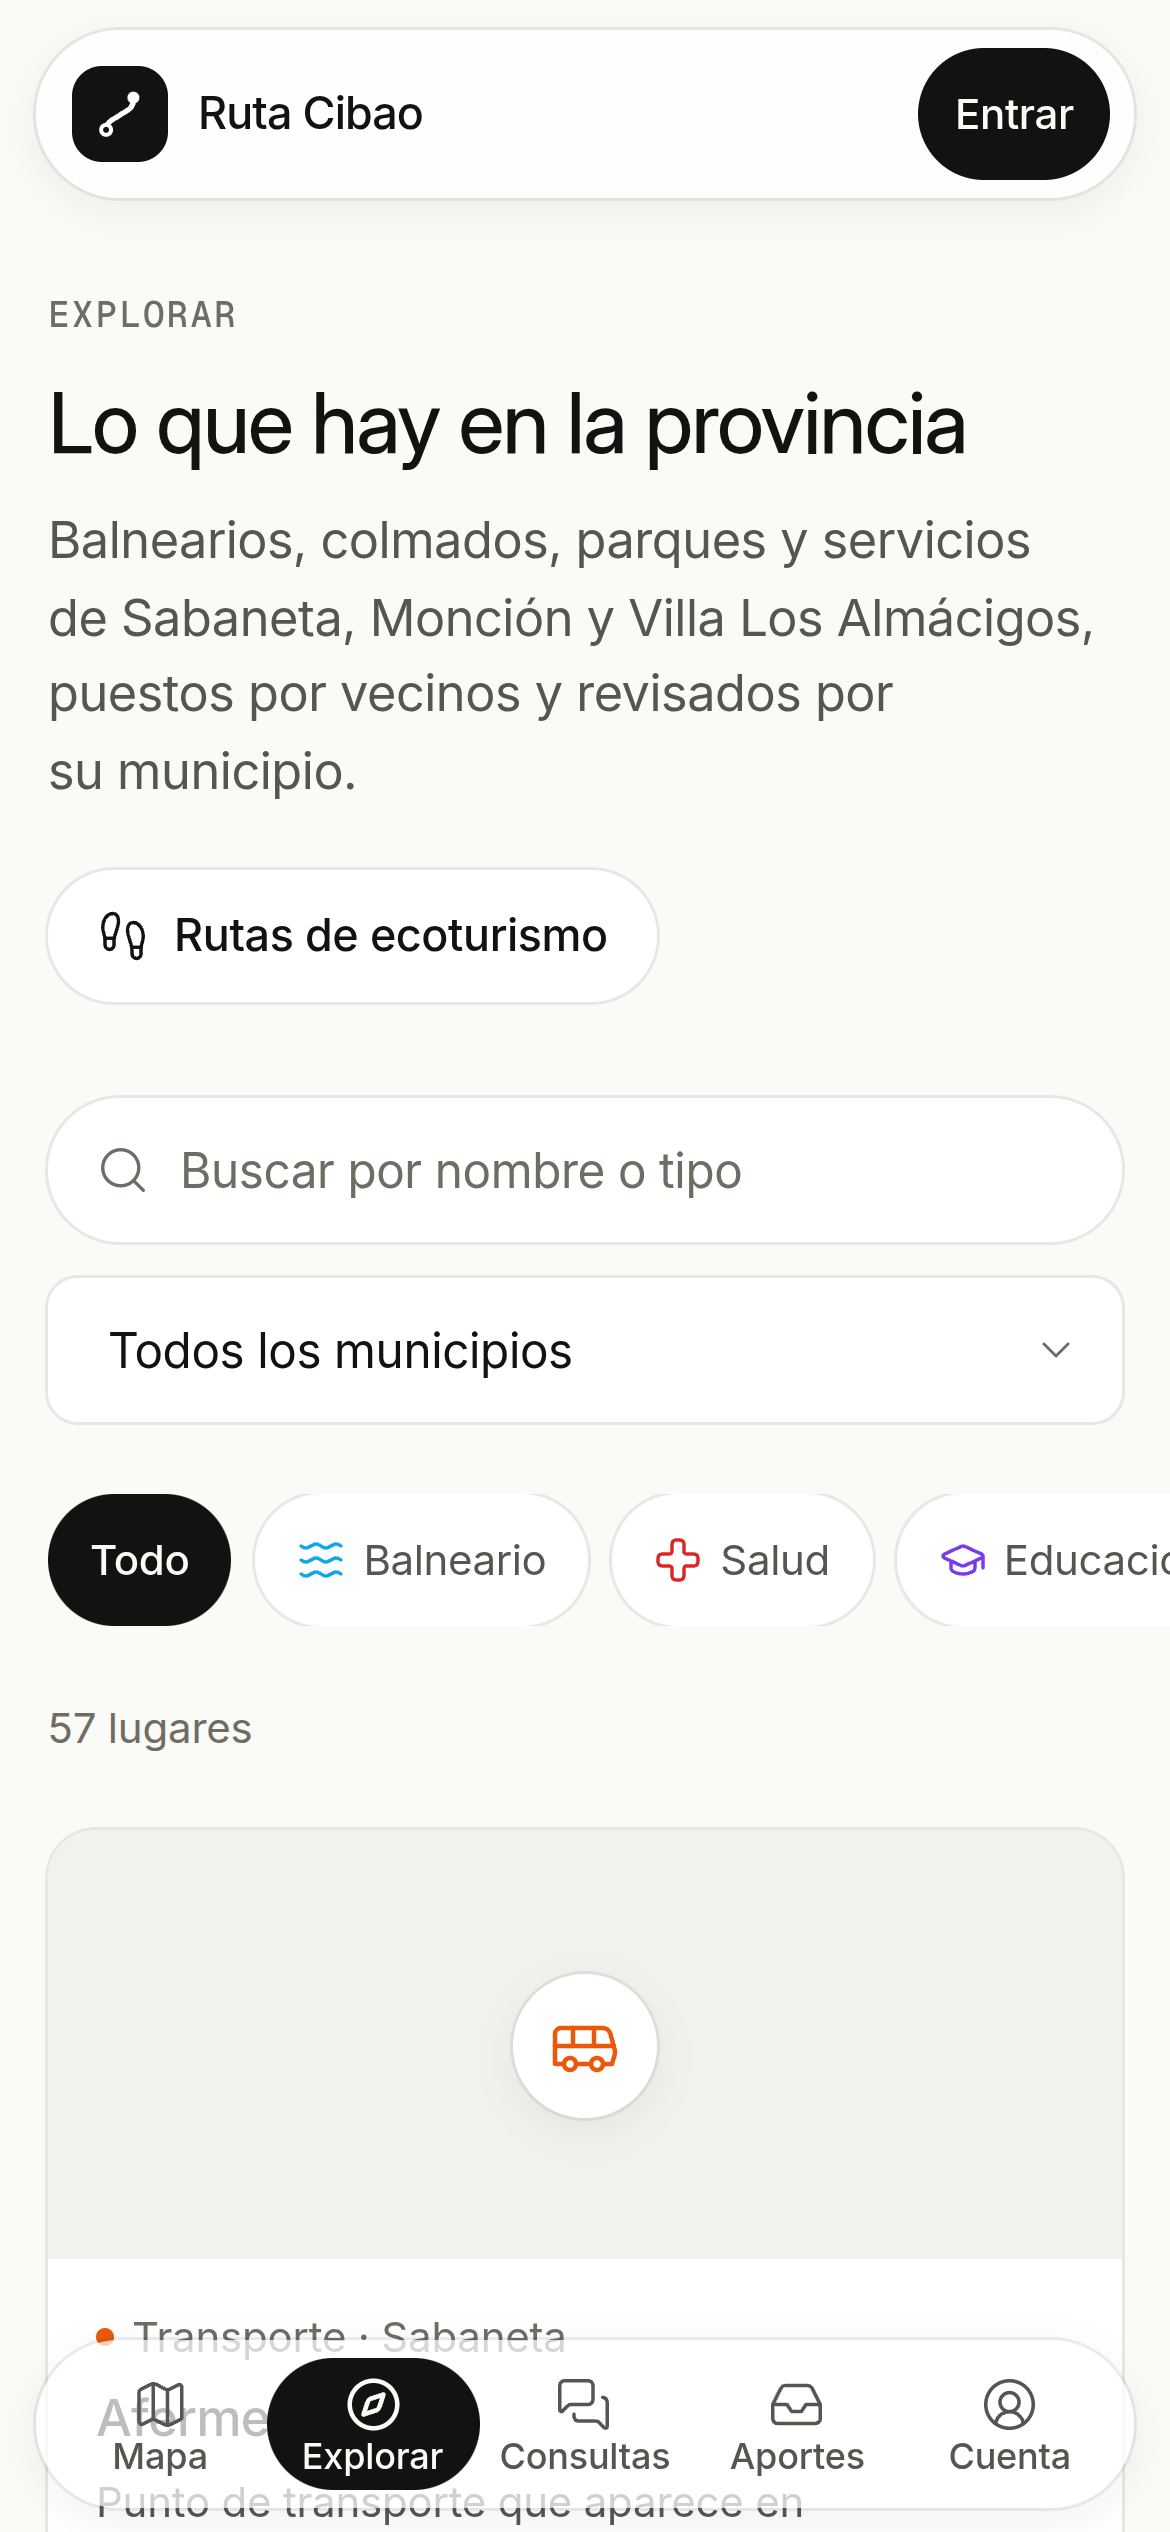 Ruta Cibao
Entrar
EXPLORAR
Lo que hay en la provincia
Balnearios, colmados, parques y servicios
de Sabaneta, Monción y Villa Los Almácigos,
puestos por vecinos y revisados por
su municipio.
Rutas de ecoturismo
Buscar por nombre o tipo
Todos los municipios
Todo
Balneario
Salud
Educació
57 lugares
Transporte · Sabaneta
Mapa
Explorar
Consultas
Aportes
Cuenta
Punto de transporte que aparece en